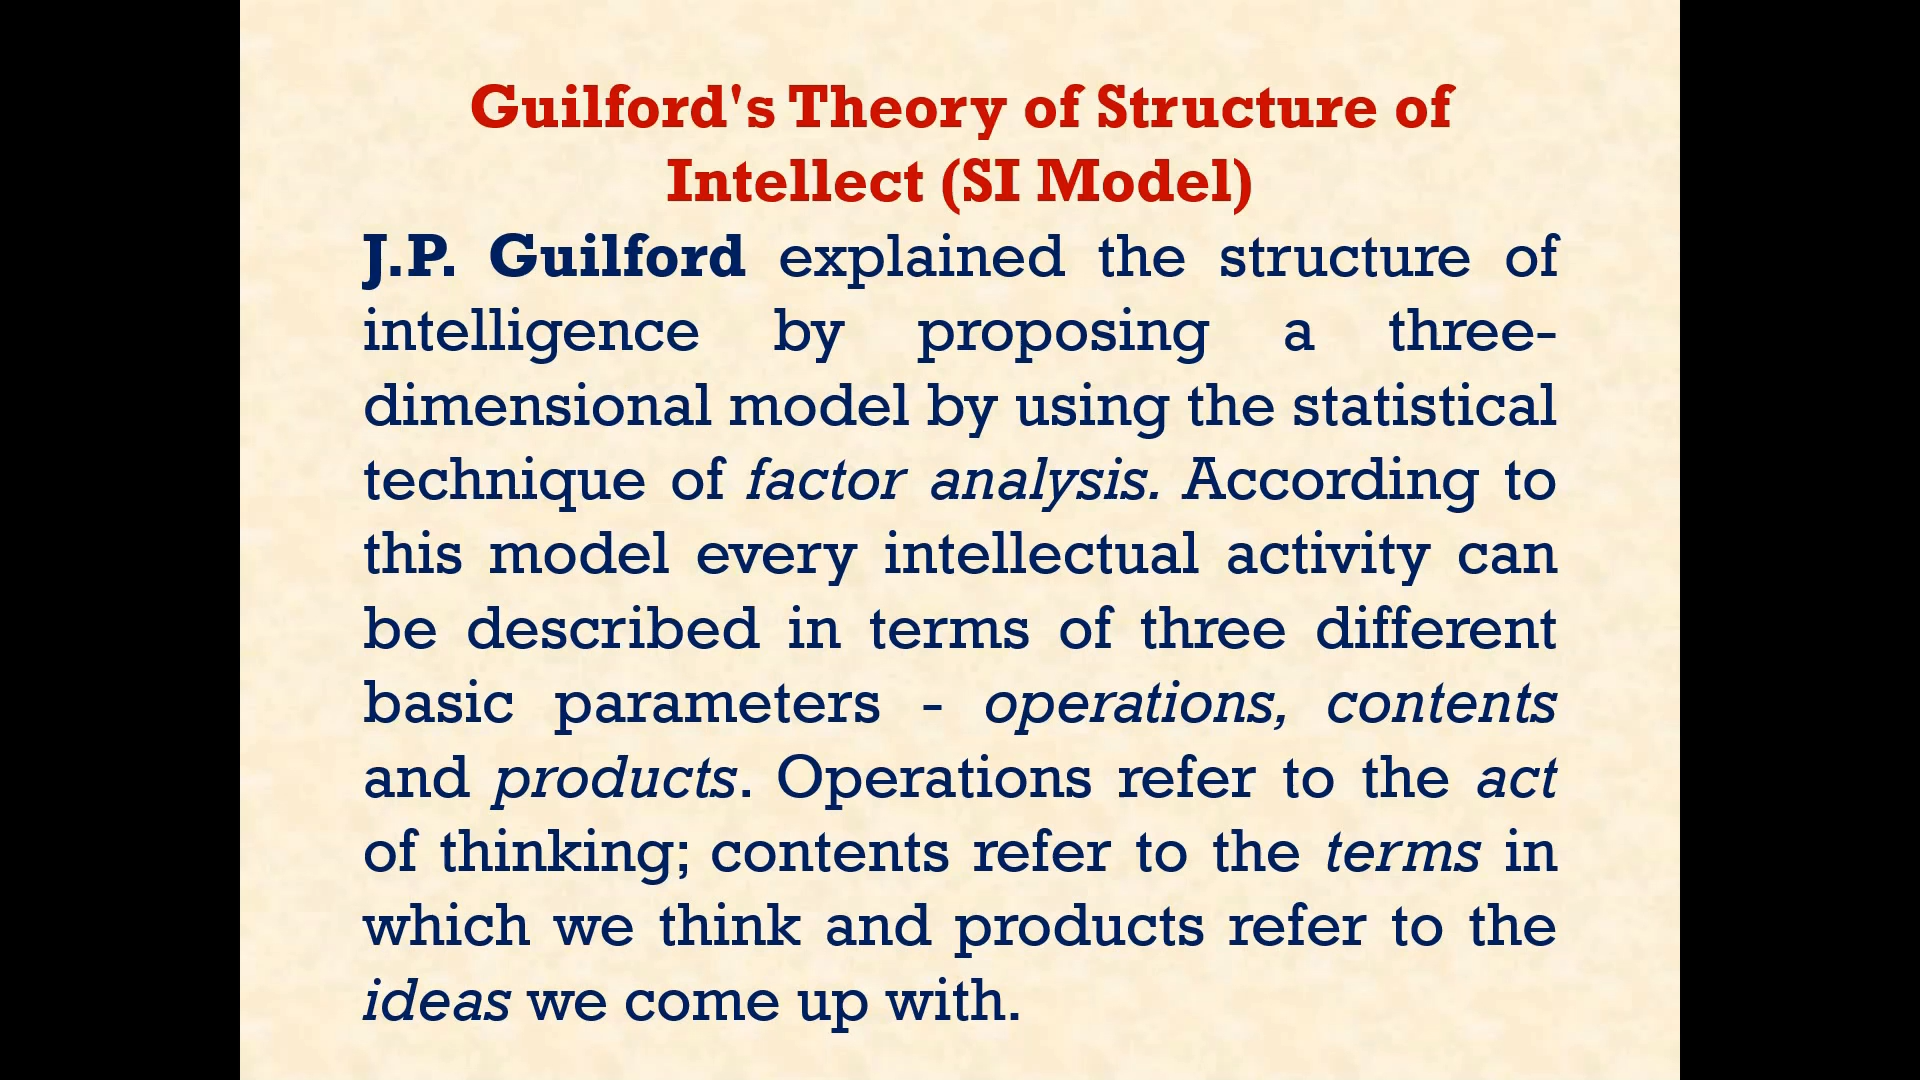 Guilford's Theory of Structure of
Intellect (SI Model)
J.P. Guilford explained the structure of
intelligence by proposing a three-
dimensional model by using the statistical
technique of factor analysis. According to
this model every intellectual activity can
be described in terms of three different
basic parameters - operations, contents
and products. Operations refer to the act
of thinking; contents refer to the terms in
which we think and products refer to the
ideas we come up with.